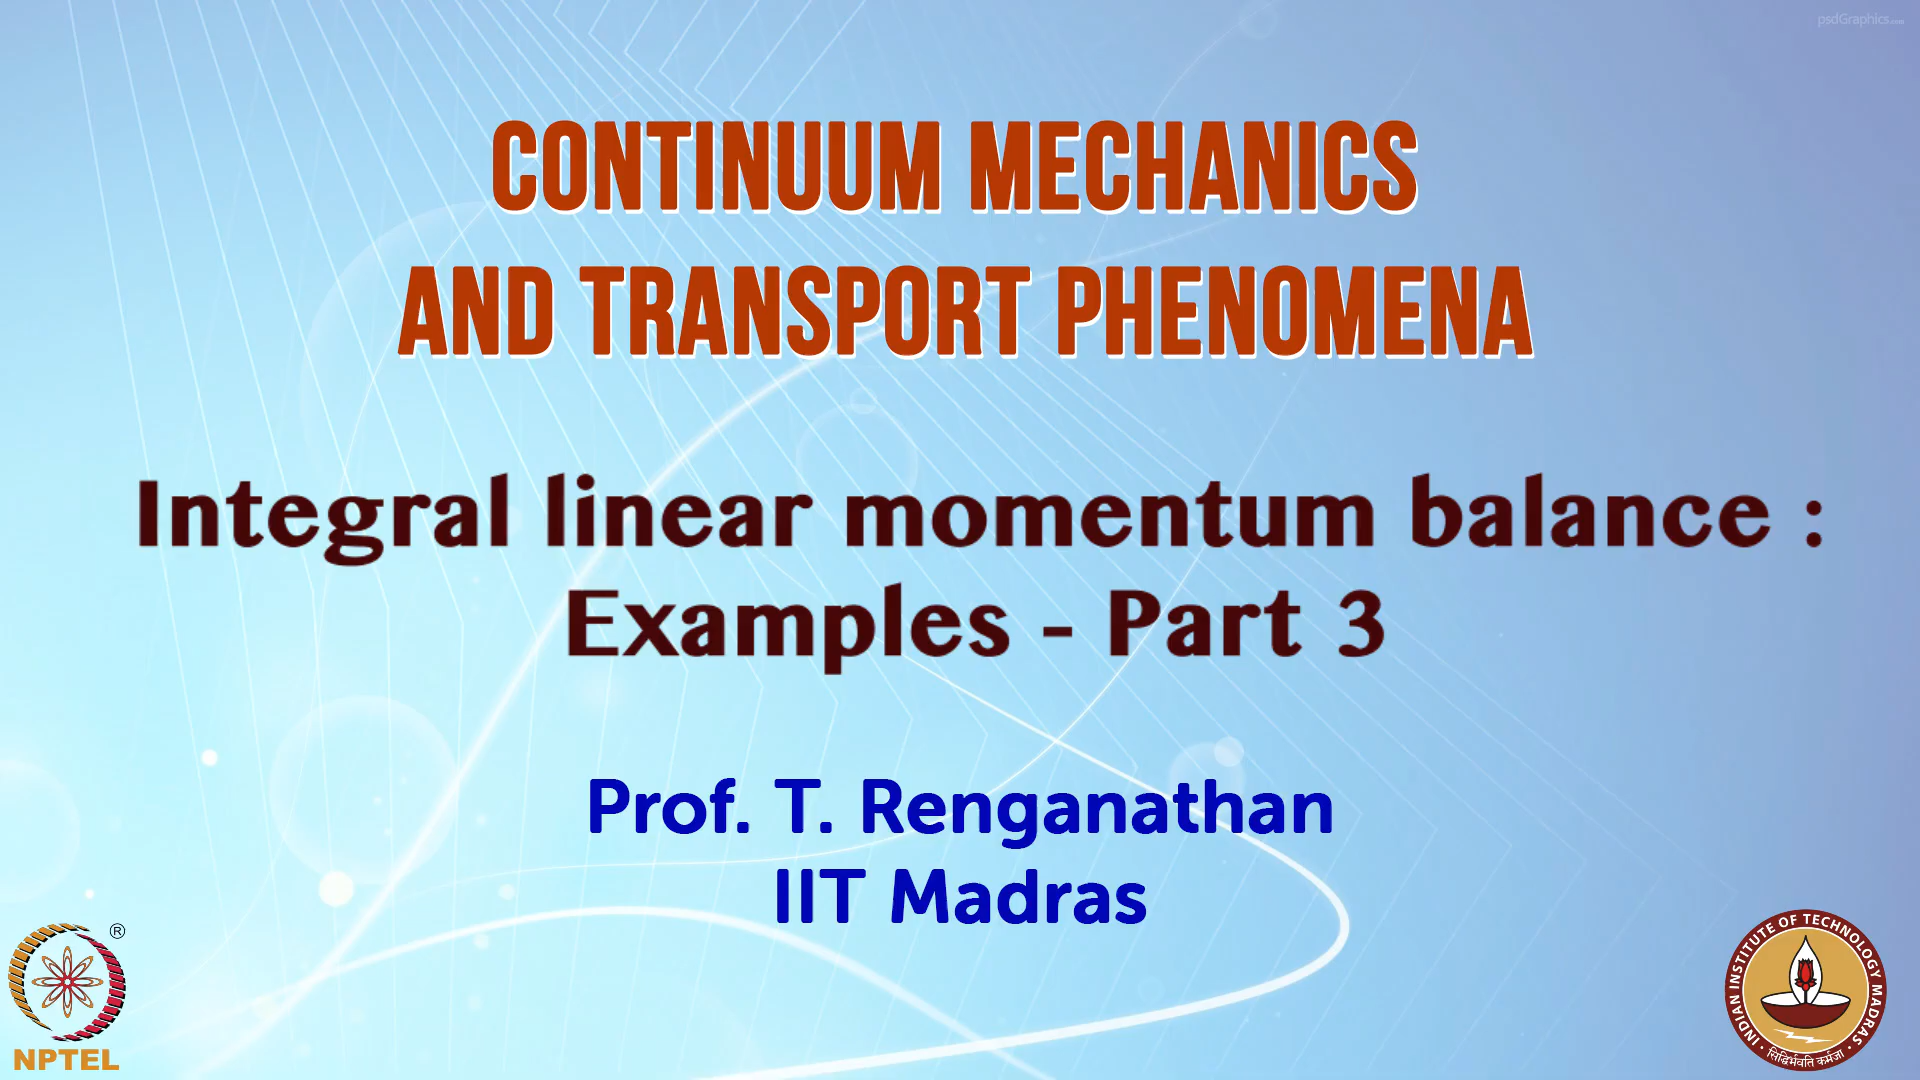 psdGraphics.com
CONTINUUM MECHANICS
AND TRANSPORT PHENOMENA
Integral linear momentum balance :
Examples - Part 3
Prof. T. Renganathan
IIT Madras
®
NPTEL
INDIAN INSTITUTE OF TECHNOLOGY MADRAS
सिद्धिर्भवति कर्मजा